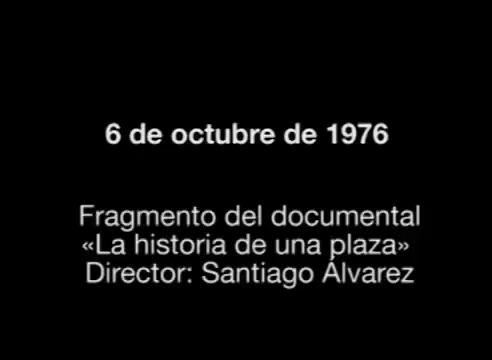 6 de octubre de 1976
Fragmento del documental
«La historia de una plaza»
Director: Santiago Álvarez